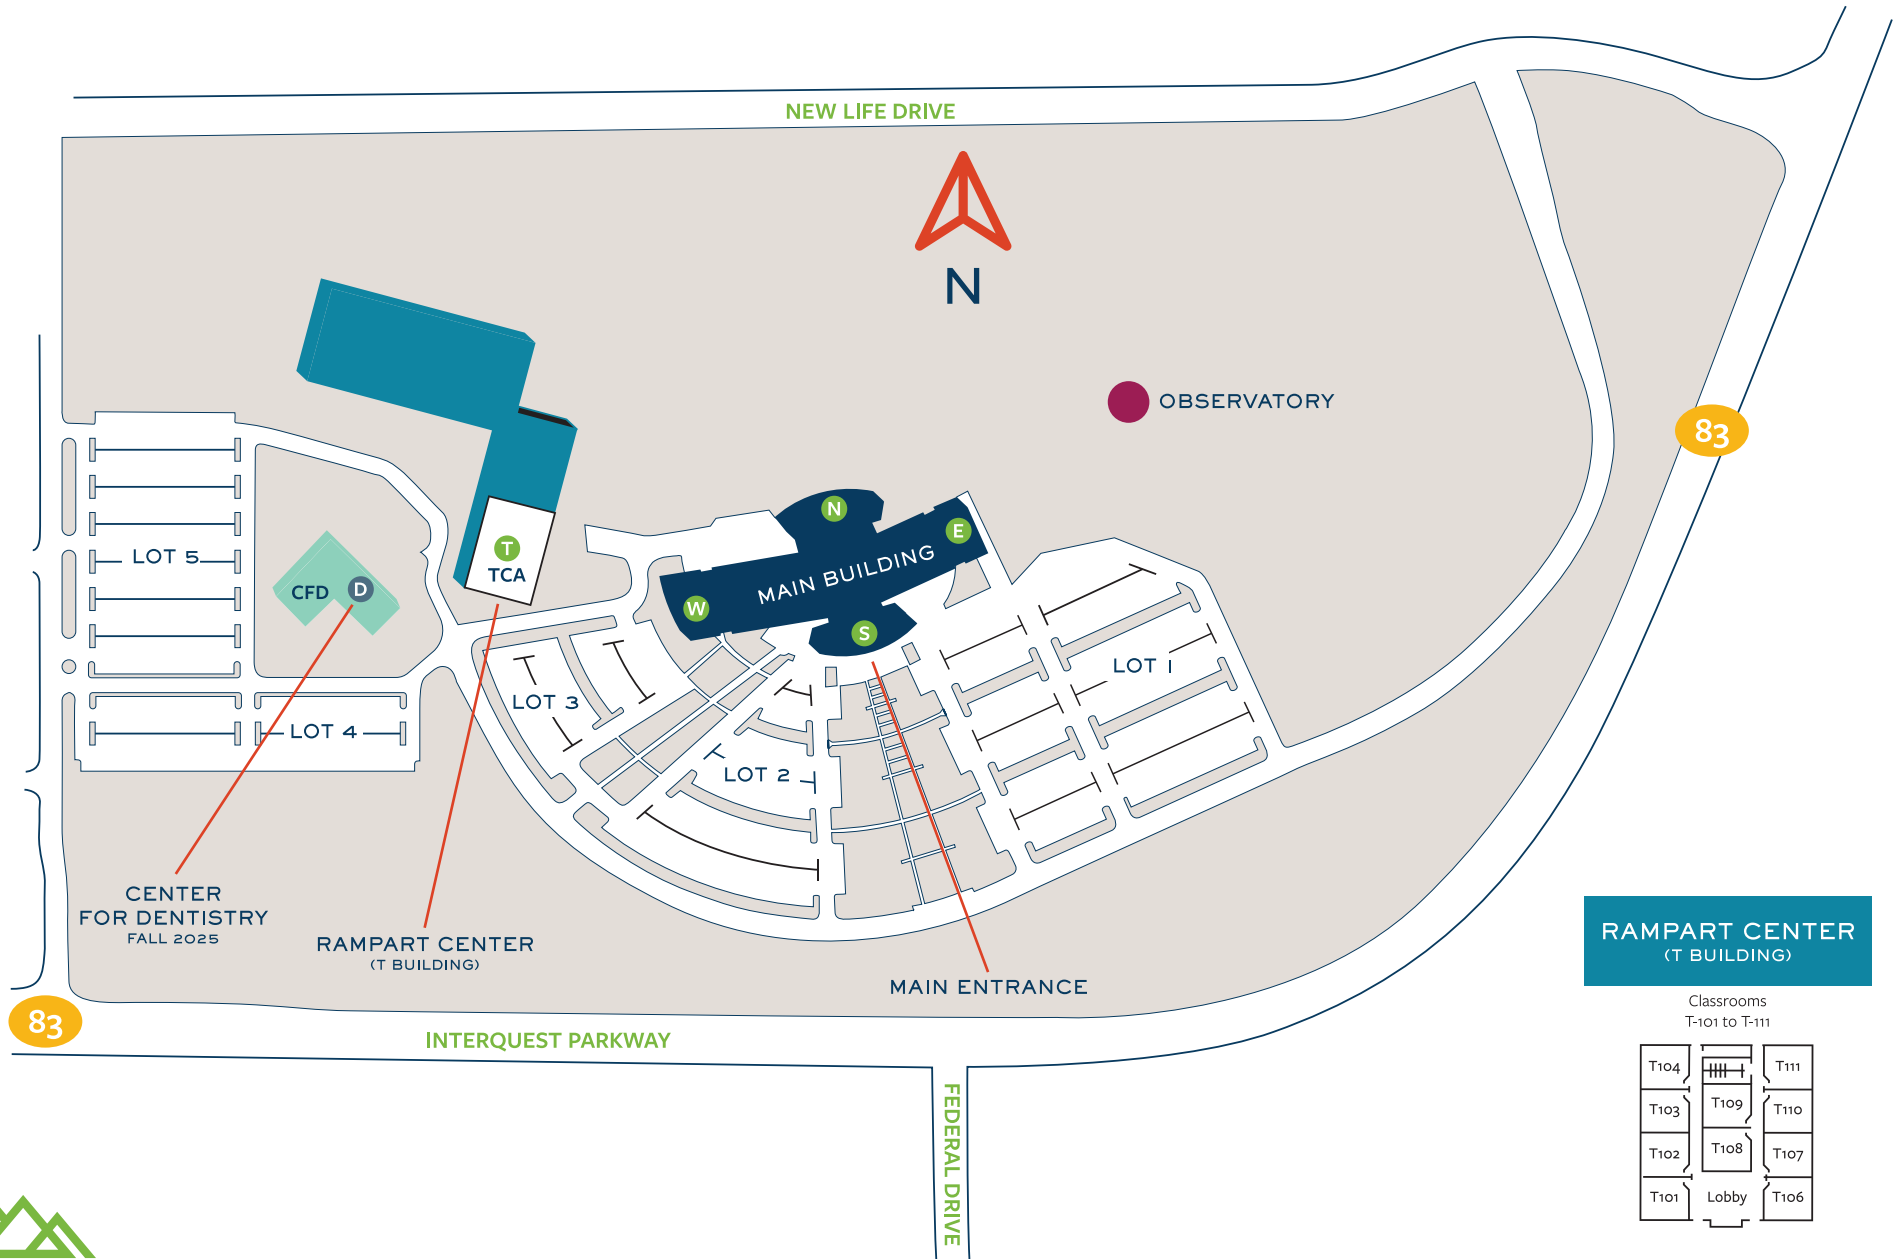 NEW LIFE DRIVE
N
OBSERVATORY
83
N
E
MAIN BUILDING
W
S
T
TCA
LOT 5
CFD
D
LOT 1
LOT 3
LOT 4
LOT 2
CENTER
FOR DENTISTRY
FALL 2025
RAMPART CENTER
(T BUILDING)
MAIN ENTRANCE
83
INTERQUEST PARKWAY
FEDERAL DRIVE
RAMPART CENTER
(T BUILDING)
Classrooms
T-101 to T-111
T104
T111
T103
T109
T110
T102
T108
T107
T101
Lobby
T106